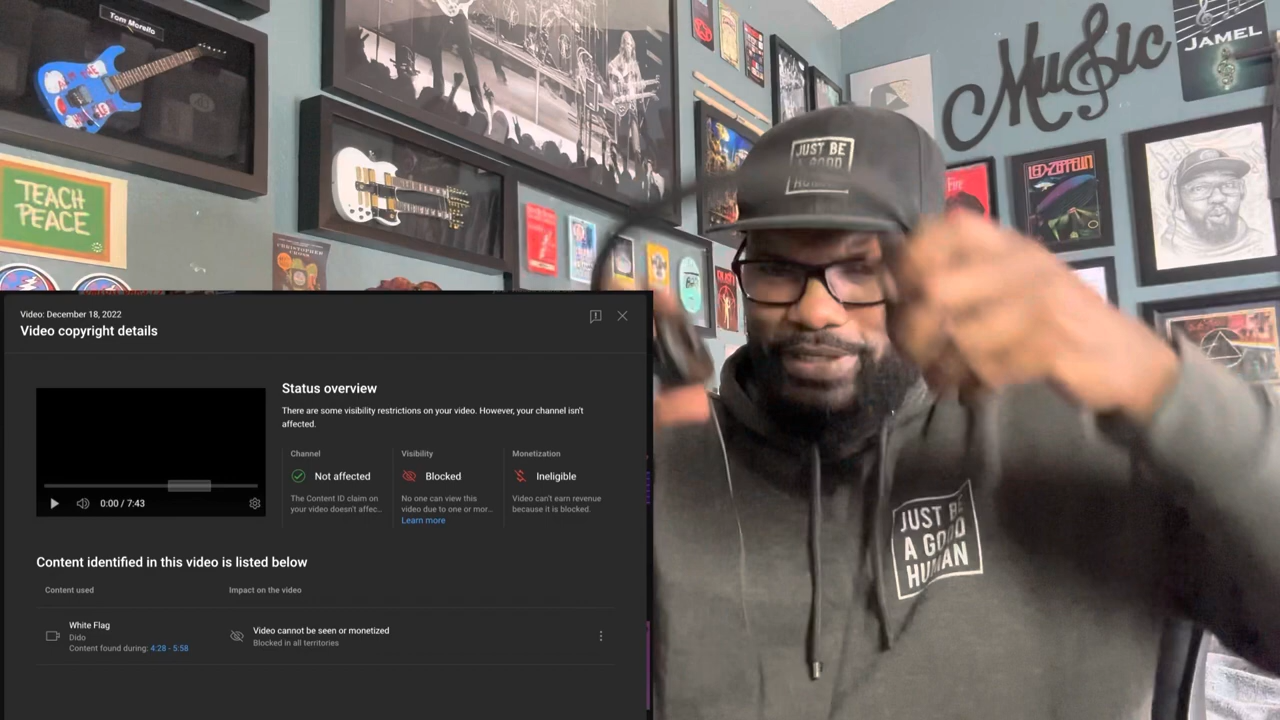 Tom Morello
TEACH
PEACE
CHRISTOPHER
Music
JAMEL
LED ZEPPELIN
JUST BE
A GOOD
HUMAN
JUST BE
A GOOD
HUMAN
Video: December 18, 2022
Video copyright details
Status overview
There are some visibility restrictions on your video. However, your channel isn't
affected.
Channel
Visibility
Monetization
Not affected
Blocked
Ineligible
The Content ID claim on
your video doesn't affec...
No one can view this
video due to one or mor...
Learn more
Video can't earn revenue
because it is blocked.
0:00 / 7:43
Content identified in this video is listed below
Content used
Impact on the video
White Flag
Dido
Content found during: 4:28 - 5:58
Video cannot be seen or monetized
Blocked in all territories